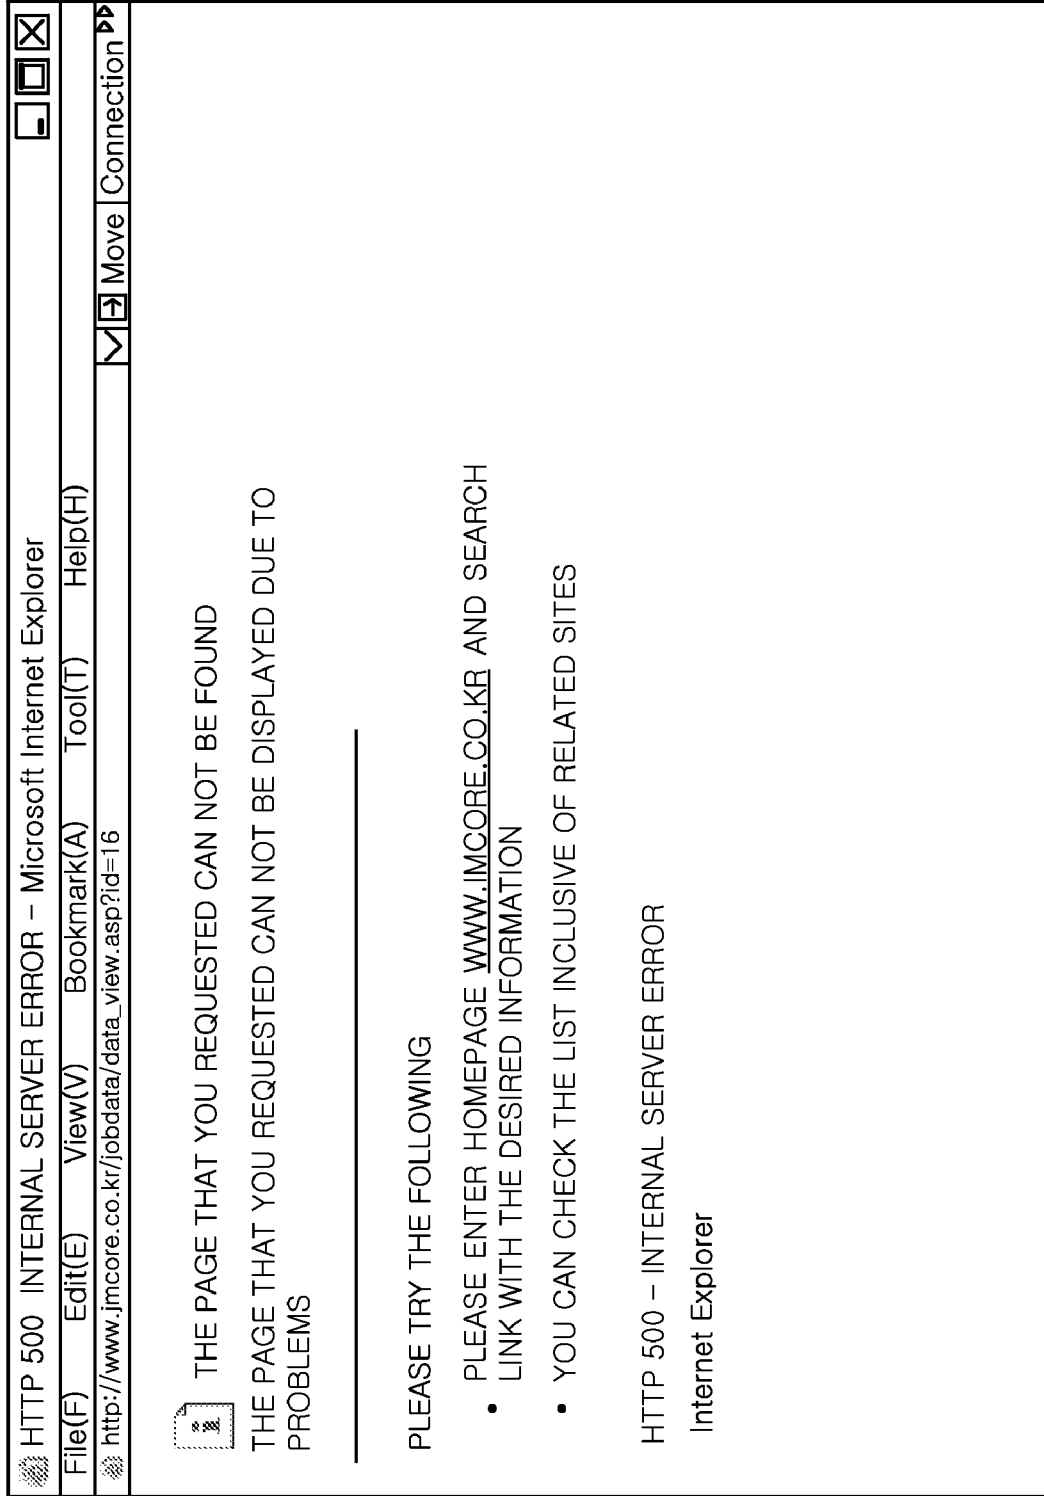 HTTP 500 INTERNAL SERVER ERROR – Microsoft Internet Explorer
File(F) Edit(E) View(V) Bookmark(A) Tool(T) Help(H)
http://www.jmcore.co.kr/jobdata/data_view.asp?id=16 Move Connection
i THE PAGE THAT YOU REQUESTED CAN NOT BE FOUND
THE PAGE THAT YOU REQUESTED CAN NOT BE DISPLAYED DUE TO
PROBLEMS
PLEASE TRY THE FOLLOWING
• PLEASE ENTER HOMEPAGE WWW.IMCORE.CO.KR AND SEARCH
LINK WITH THE DESIRED INFORMATION
• YOU CAN CHECK THE LIST INCLUSIVE OF RELATED SITES
HTTP 500 – INTERNAL SERVER ERROR
Internet Explorer